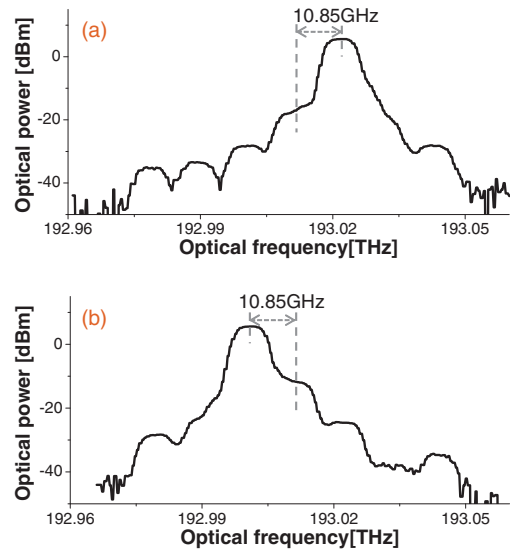 (a)
10.85GHz
Optical power [dBm]
0
-20
-40
192.96 192.99 193.02 193.05
Optical frequency[THz]
(b)
10.85GHz
Optical power [dBm]
0
-20
-40
192.96 192.99 193.02 193.05
Optical frequency[THz]